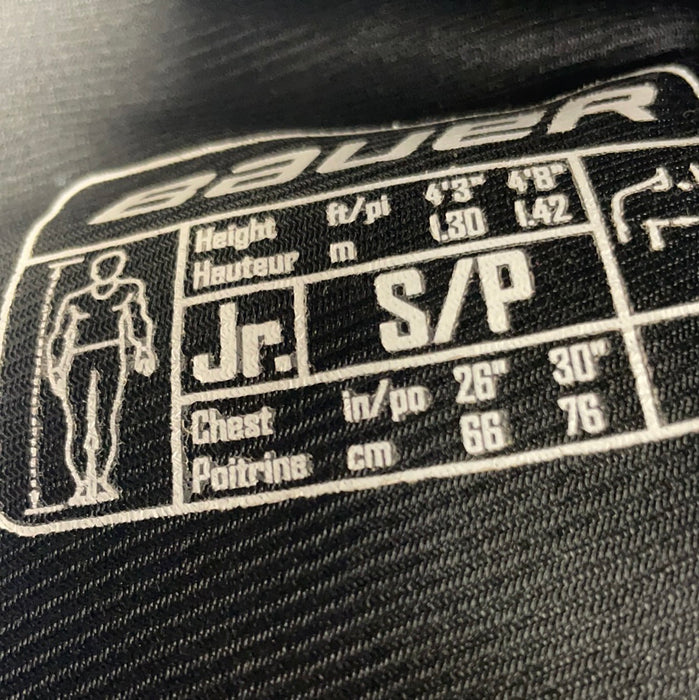 BAUER
Height ft/pi 4'3" 4'8"
Hauteur m 1.30 1.42
Jr. S/P
Chest in/po 26" 30"
Poitrine cm 66 76